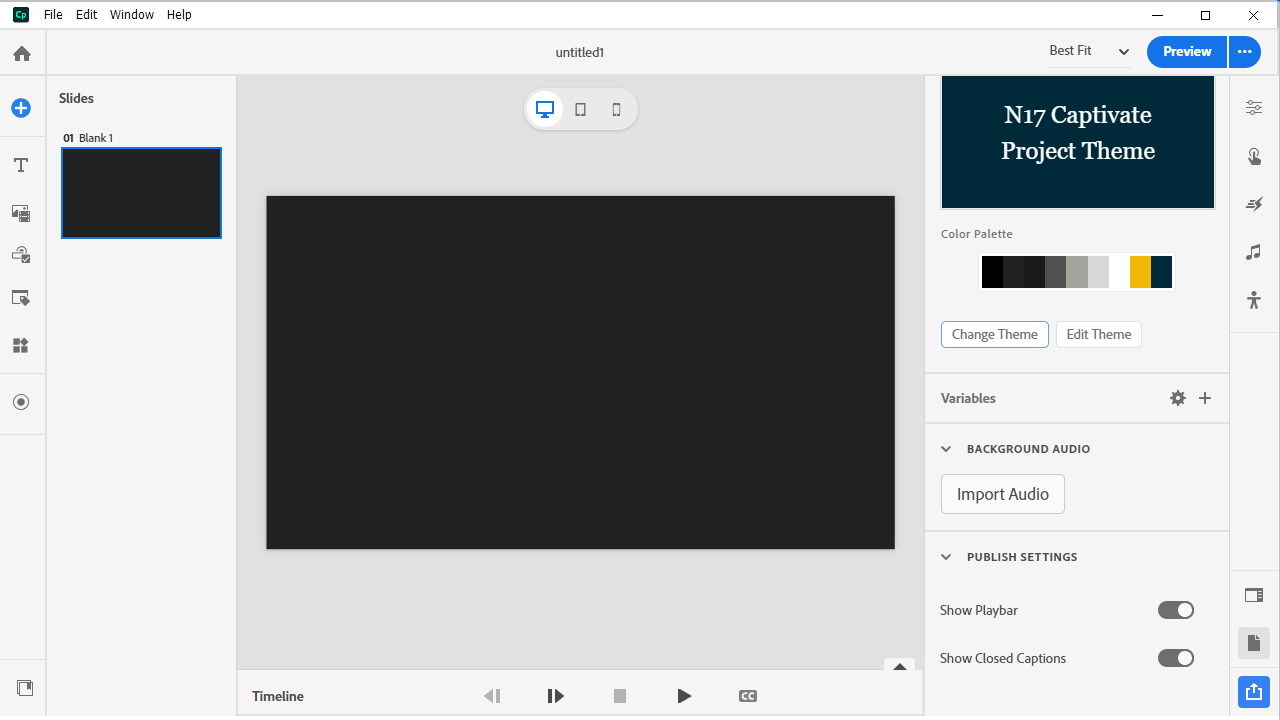 Cp File Edit Window Help
untitled1
Best Fit
Preview
Slides
01 Blank 1
N17 Captivate
Project Theme
Color Palette
Change Theme
Edit Theme
Variables
BACKGROUND AUDIO
Import Audio
PUBLISH SETTINGS
Show Playbar
Show Closed Captions
Timeline
CC